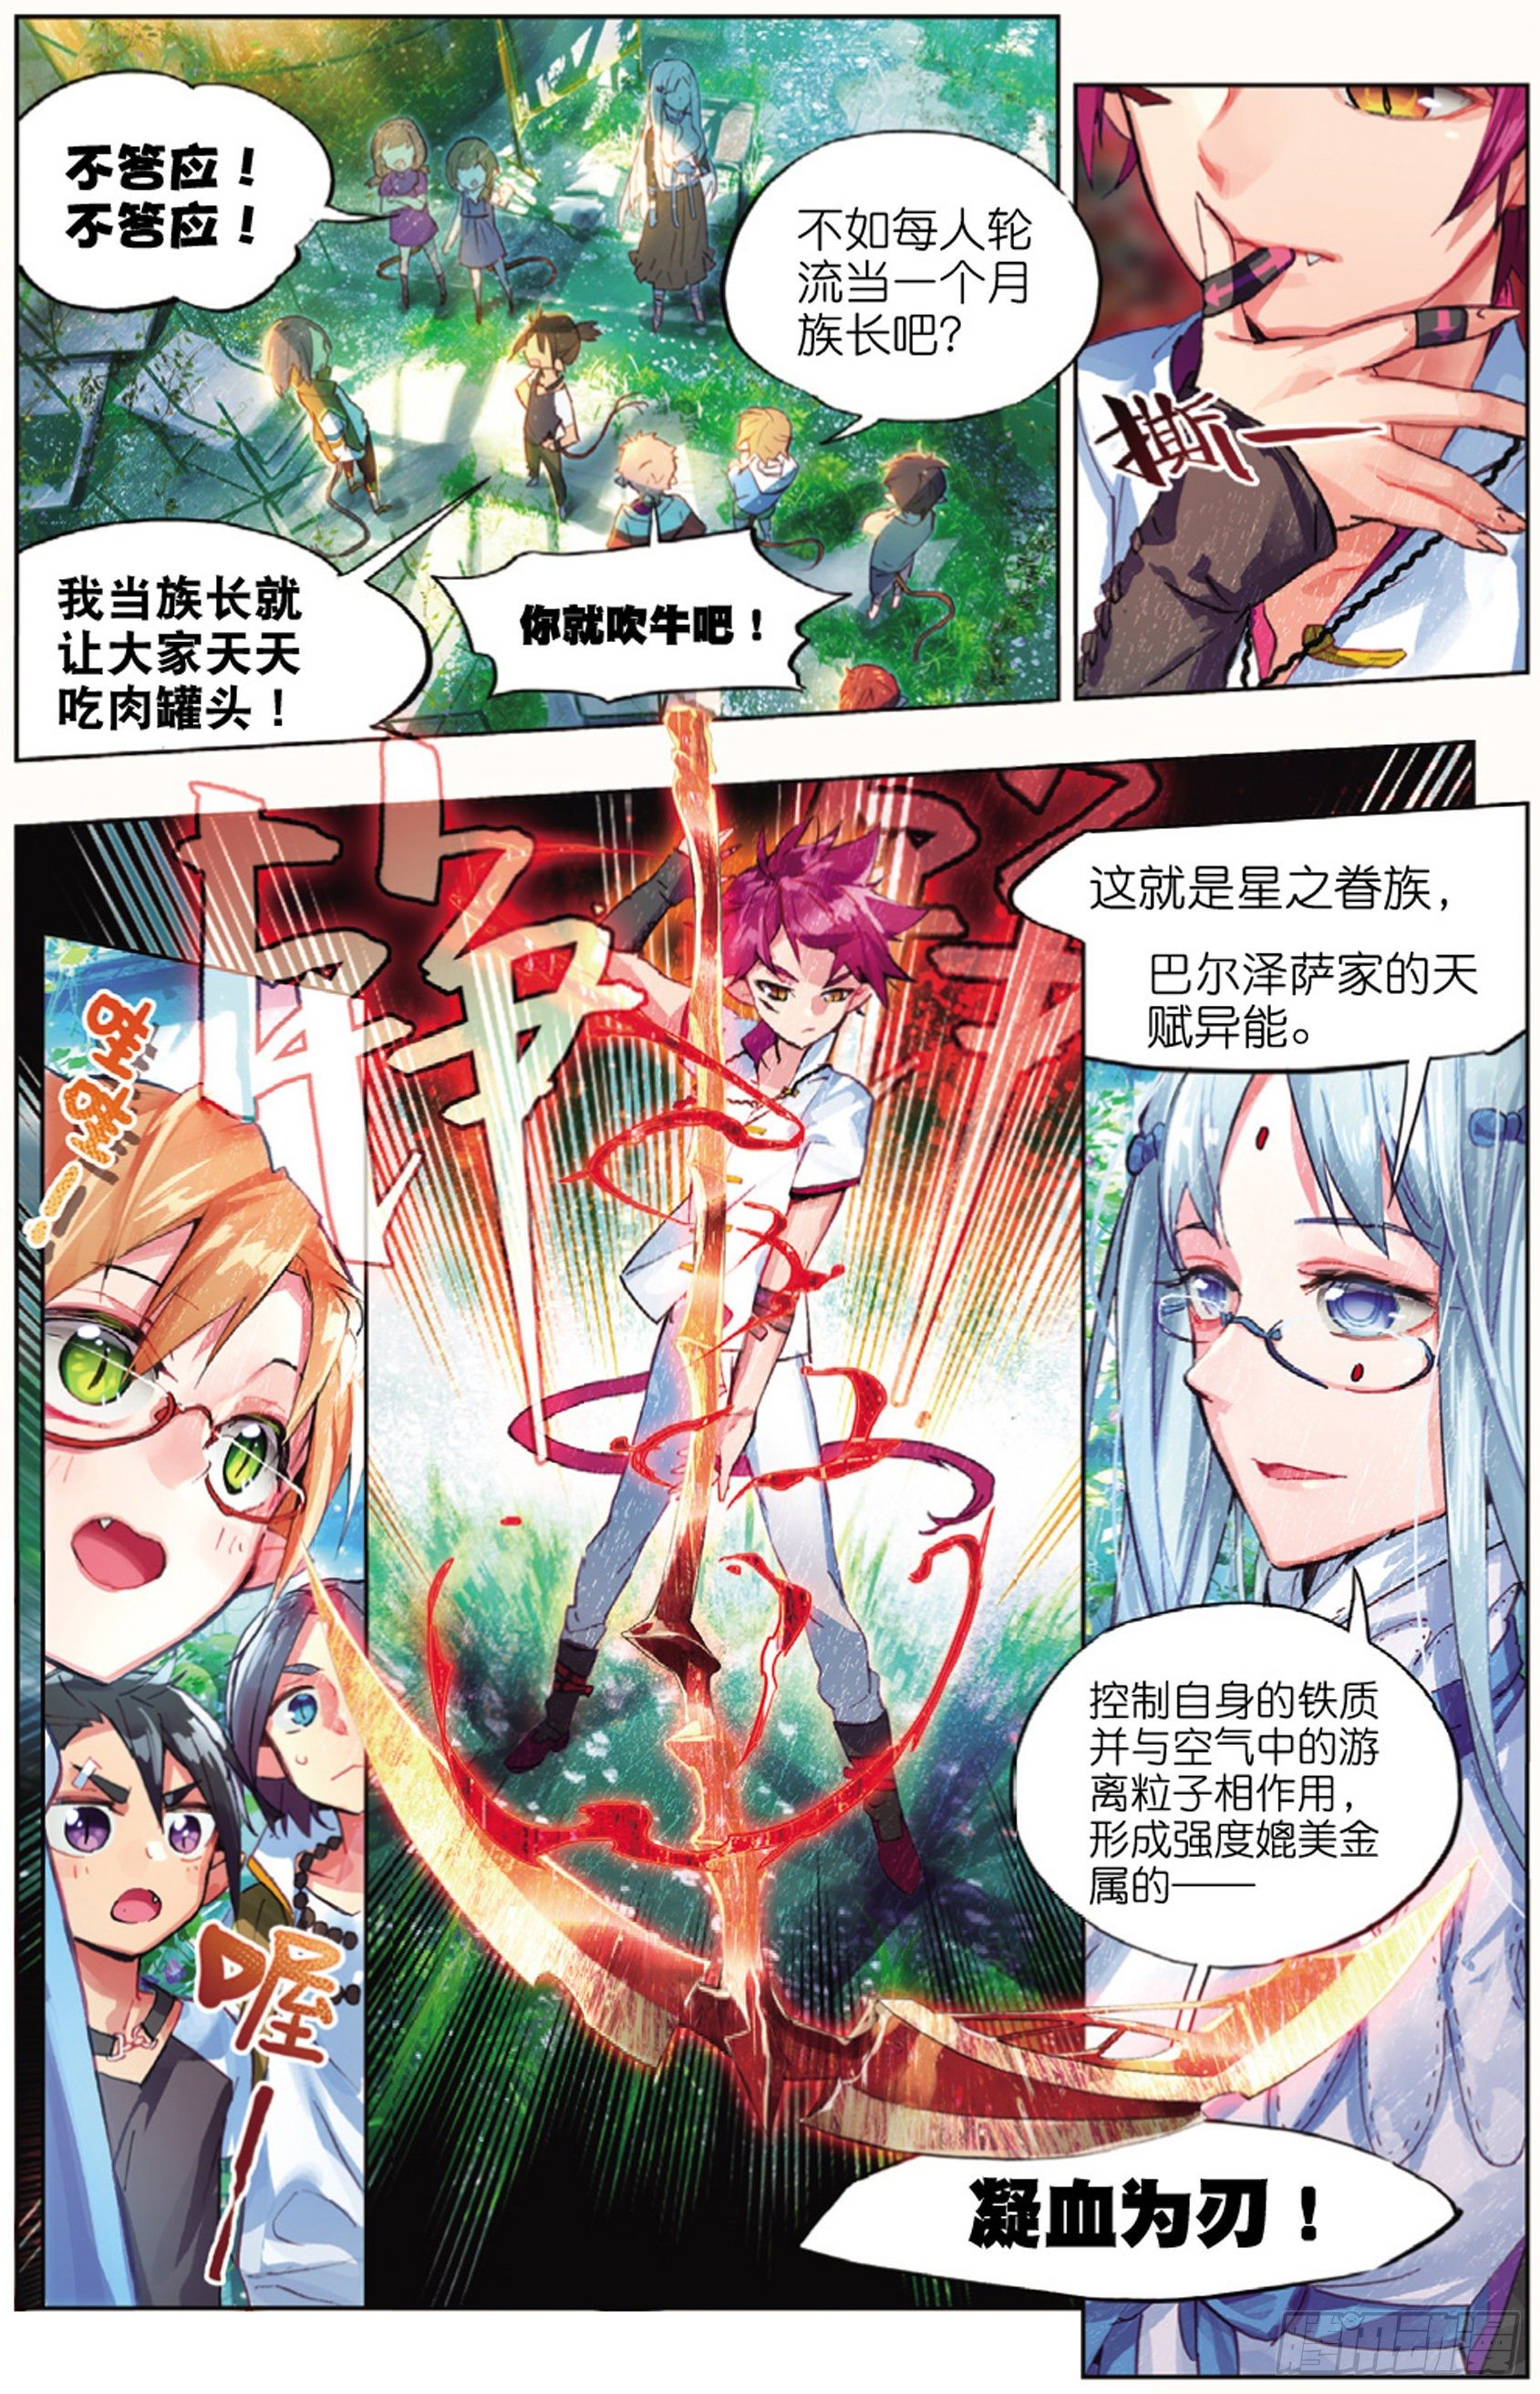 不答应！
不答应！
不如每人轮
流当一个月
族长吧？
撕
我当族长就
让大家天天
吃肉罐头！
你就吹牛吧！
这就是星之眷族，
巴尔泽萨家的天
赋异能。
控制自身的铁质
并与空气中的游
离粒子相作用，
形成强度媲美金
属的——
喔
凝血为刃！
腾讯动漫